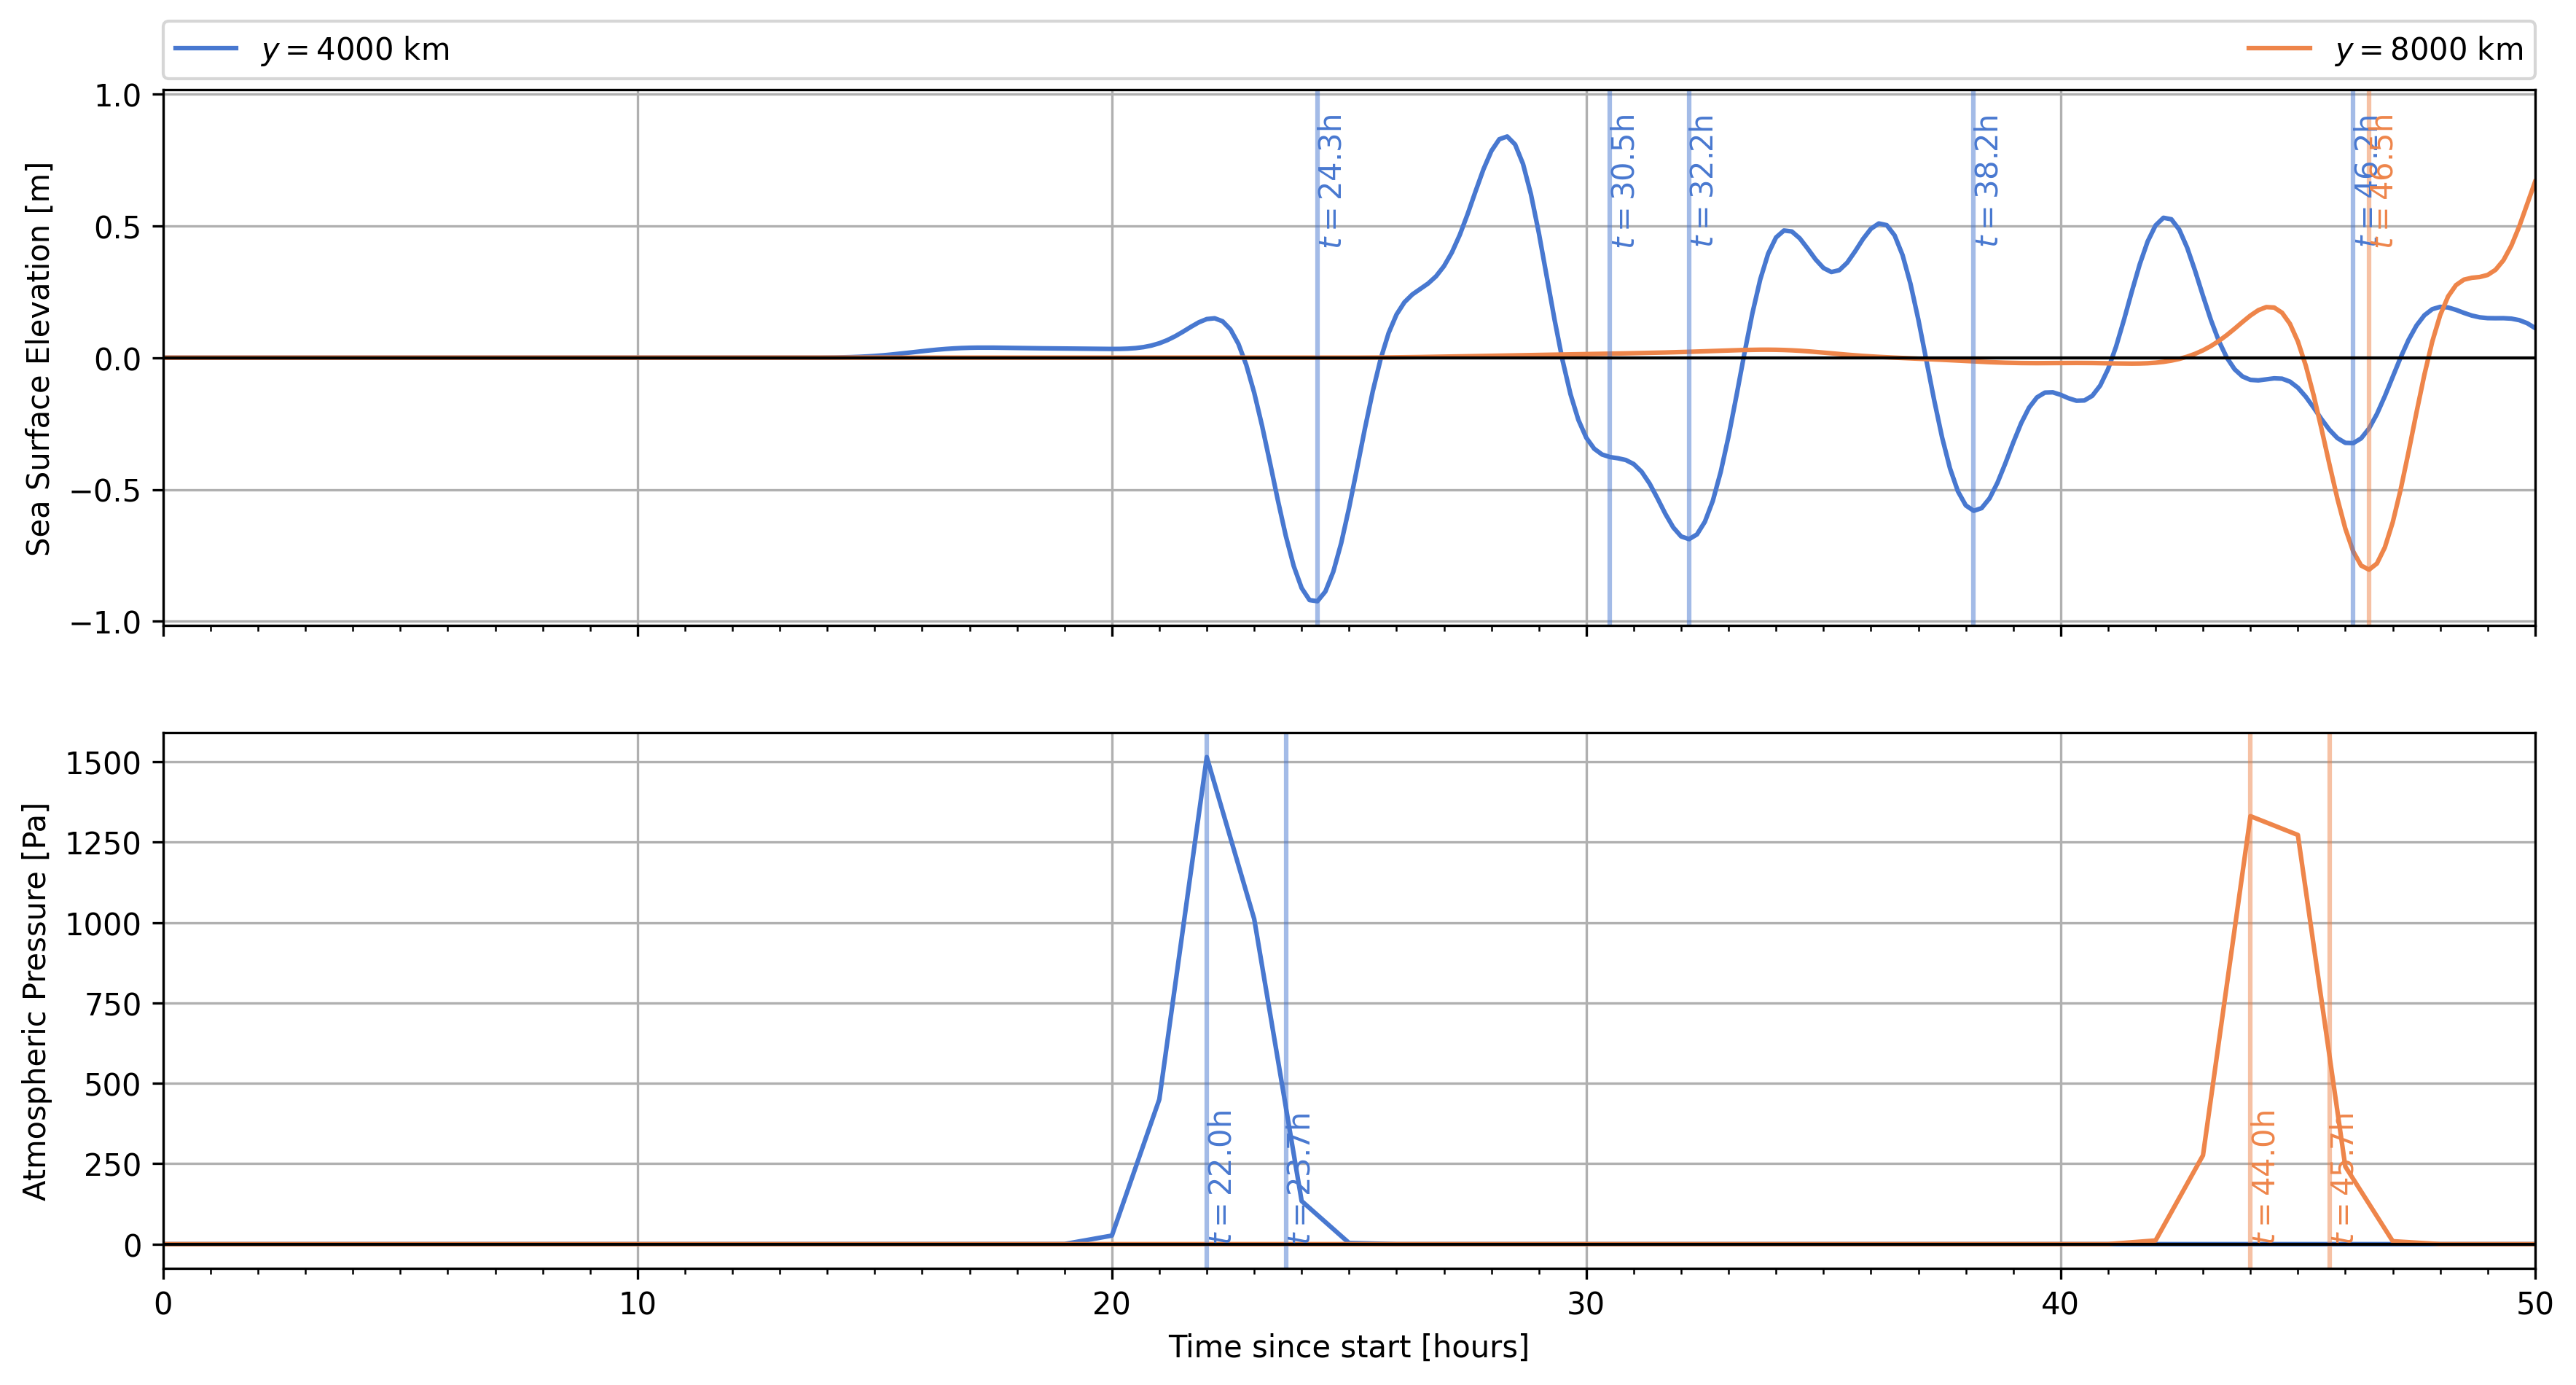 y = 4000 km
y = 8000 km
Sea Surface Elevation [m]
1.0
0.5
0.0
−0.5
−1.0
t = 24.3h
t = 30.5h
t = 32.2h
t = 38.2h
t = 46.2h
t = 46.5h
Atmospheric Pressure [Pa]
1500
1250
1000
750
500
250
0
t = 22.0h
t = 23.7h
t = 44.0h
t = 45.7h
0
10
20
30
40
50
Time since start [hours]